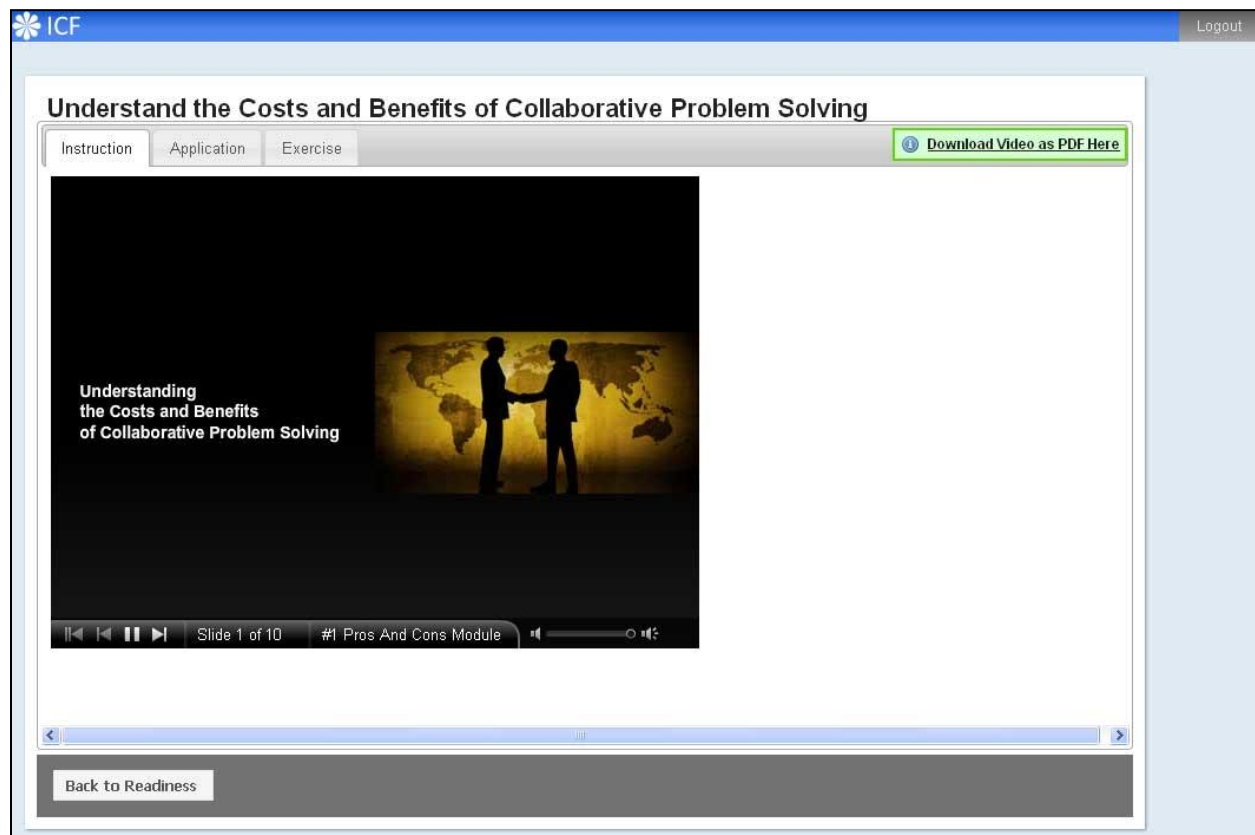 ICF
Logout
Understand the Costs and Benefits of Collaborative Problem Solving
Instruction
Application
Exercise
Download Video as PDF Here
Understanding
the Costs and Benefits
of Collaborative Problem Solving
Slide 1 of 10
#1 Pros And Cons Module
Back to Readiness